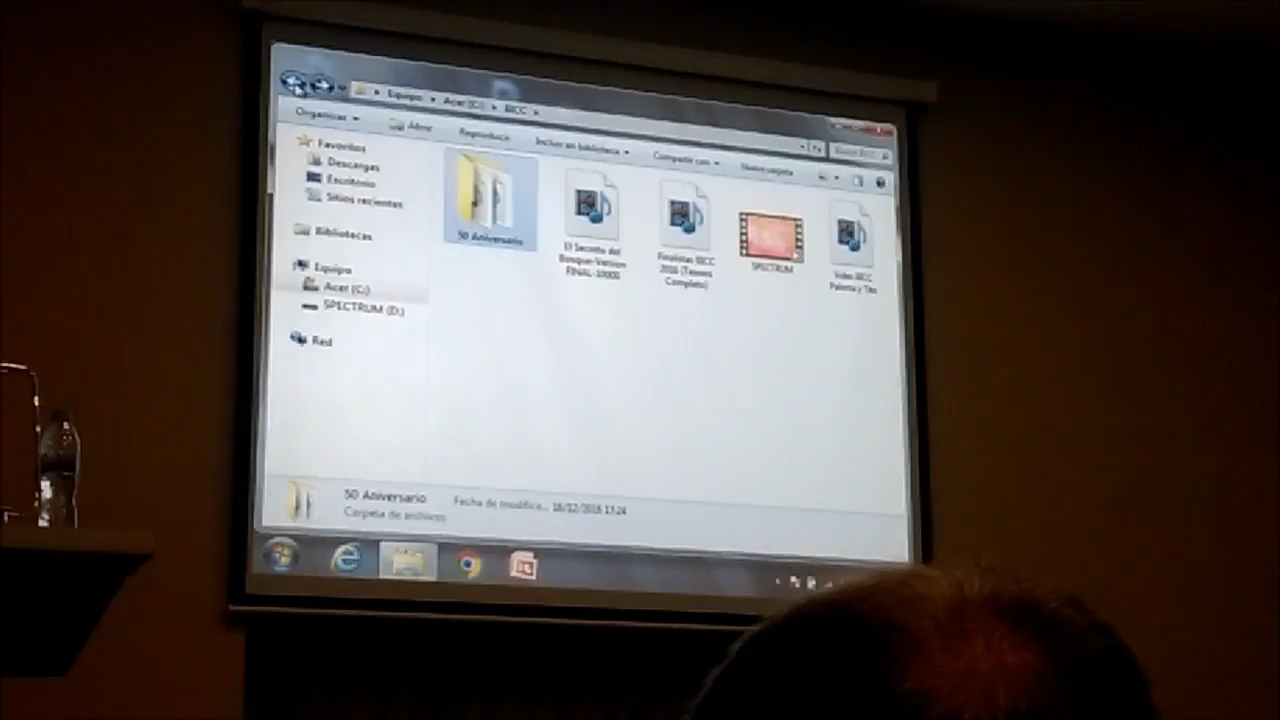 Equipo ▸ Acer (C:) ▸ BICC ▸
Organizar
Abrir
Reproducir
Incluir en biblioteca
Compartir con
Nueva carpeta
Favoritos
Descargas
Escritorio
Sitios recientes
Bibliotecas
Equipo
Acer (C:)
SPECTRUM (D:)
Red
50 Aniversario
El Secreto del
Bosque-Version
FINAL-
Finalistas BICC
2016 (Teasers
Completo)
SPECTRUM
Video BICC
Paloma y Tito
50 Aniversario
Fecha de modifica... 16/12/2016 17:24
Carpeta de archivos